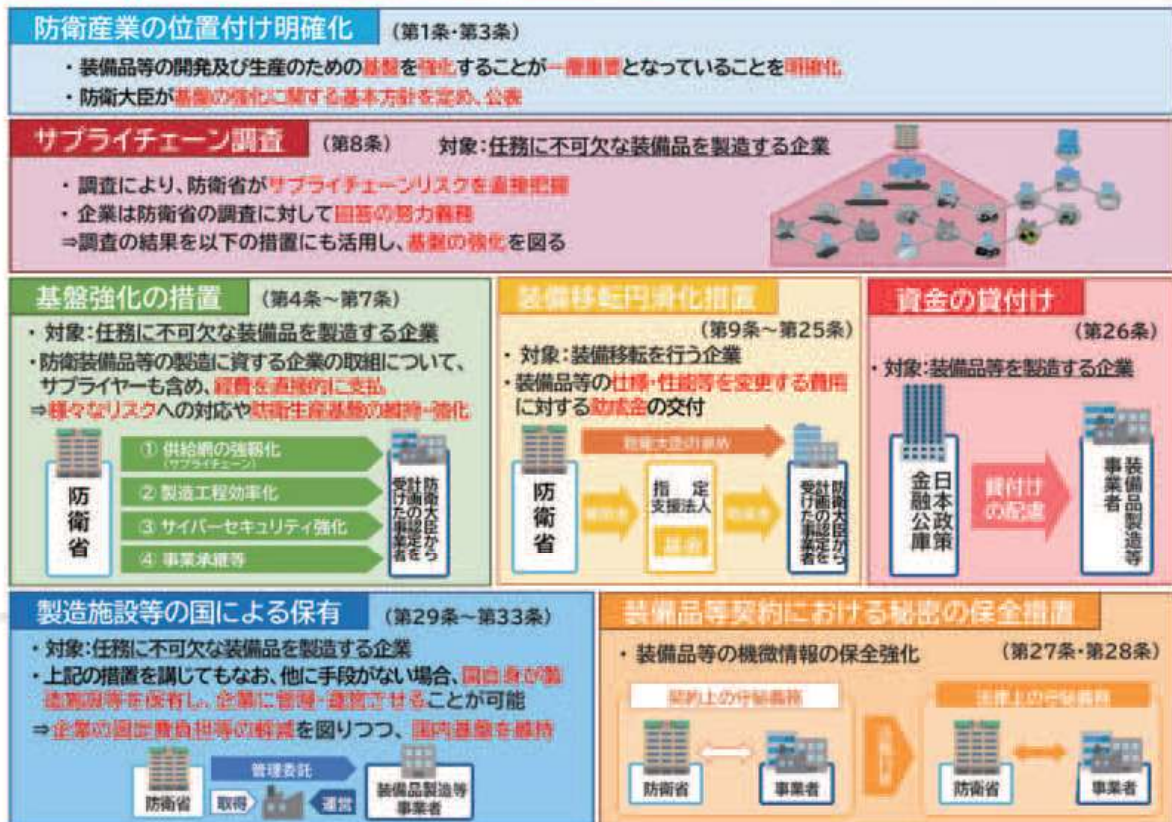 防衛産業の位置付け明確化 (第1条・第3条)
・装備品等の開発及び生産のための基盤を強化することが一層重要となっていることを明確化
・防衛大臣が基盤の強化に関する基本方針を定め、公表
サプライチェーン調査 (第8条) 対象:任務に不可欠な装備品を製造する企業
・調査により、防衛省がサプライチェーンリスクを直接把握
・企業は防衛省の調査に対して回答の努力義務
⇒調査の結果を以下の措置にも活用し、基盤の強化を図る
基盤強化の措置 (第4条~第7条)
・対象:任務に不可欠な装備品を製造する企業
・防衛装備品等の製造に資する企業の取組について、
サプライヤーも含め、経費を直接的に支払
⇒様々なリスクへの対応や防衛生産基盤の維持・強化
防衛省
① 供給網の強靱化
(サプライチェーン)
② 製造工程効率化
③ サイバーセキュリティ強化
④ 事業承継等
防衛大臣から
計画の認定を
受けた事業者
装備移転円滑化措置
(第9条~第25条)
・対象:装備移転を行う企業
・装備品等の仕様・性能等を変更する費用
に対する助成金の交付
防衛大臣の求め
防衛省
補助金
指定
支援法人
基金
助成金
防衛大臣から
計画の認定を
受けた事業者
資金の貸付け
(第26条)
・対象:装備品等を製造する企業
日本政策
金融公庫
貸付け
の配慮
装備品製造等
事業者
製造施設等の国による保有 (第29条~第33条)
・対象:任務に不可欠な装備品を製造する企業
・上記の措置を講じてもなお、他に手段がない場合、国自身が製
造施設等を保有し、企業に管理・運営させることが可能
⇒企業の固定費負担等の軽減を図りつつ、国内基盤を維持
管理委託
防衛省
取得
運営
装備品製造等
事業者
装備品等契約における秘密の保全措置
(第27条・第28条)
・装備品等の機微情報の保全強化
契約上の守秘義務
防衛省
事業者
法律上の守秘義務
防衛省
事業者